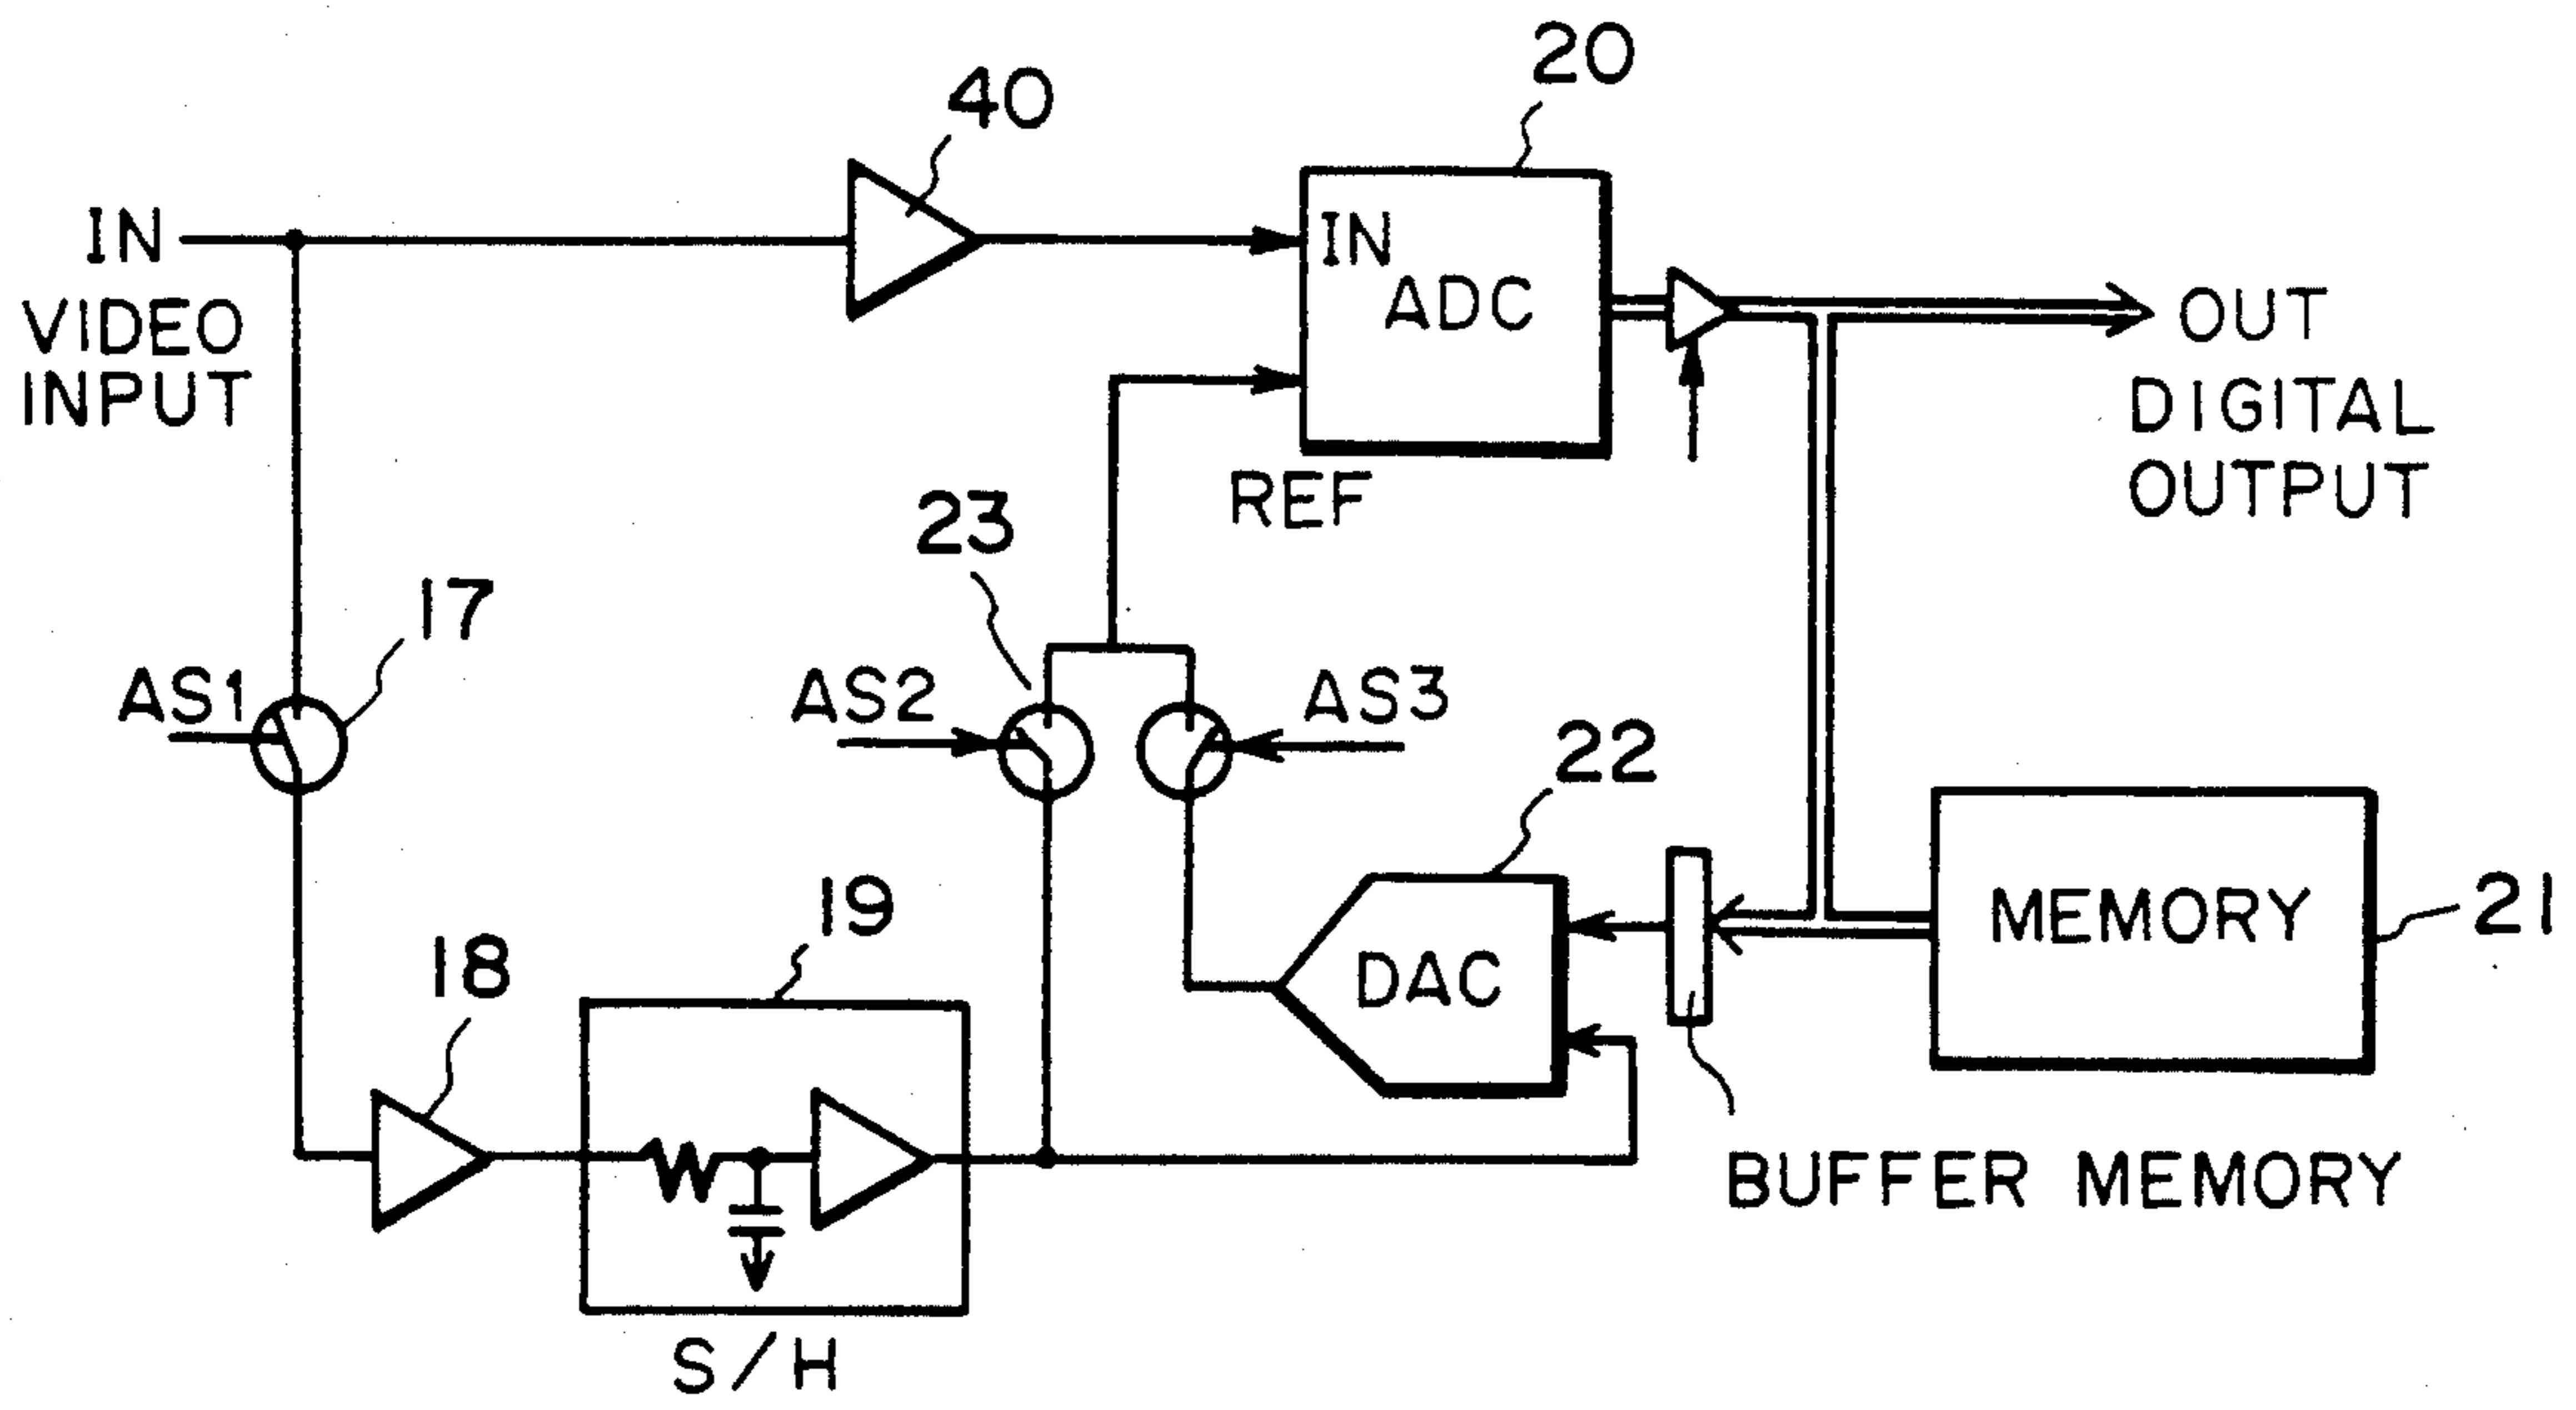 20
40
IN
IN
ADC
VIDEO
INPUT
OUT
DIGITAL
OUTPUT
REF
23
17
AS1
AS2
AS3
22
MEMORY
21
19
18
DAC
BUFFER MEMORY
S/H